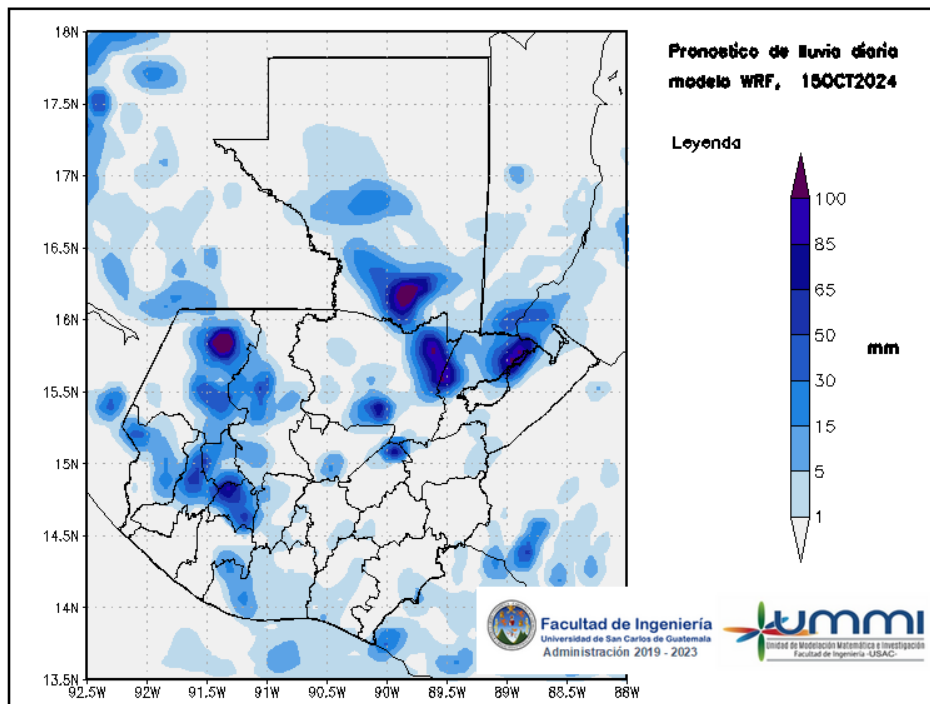 Pronostico de lluvia diaria
modelo WRF, 15OCT2024
Leyenda
100
85
65
50
30
15
5
1
mm
18N
17.5N
17N
16.5N
16N
15.5N
15N
14.5N
14N
13.5N
92.5W
92W
91.5W
91W
90.5W
90W
89.5W
89W
88.5W
88W
Facultad de Ingeniería
Universidad de San Carlos de Guatemala
Administración 2019 - 2023
UMMI
Unidad de Modelación Matemática e Investigación
Facultad de Ingeniería -USAC-